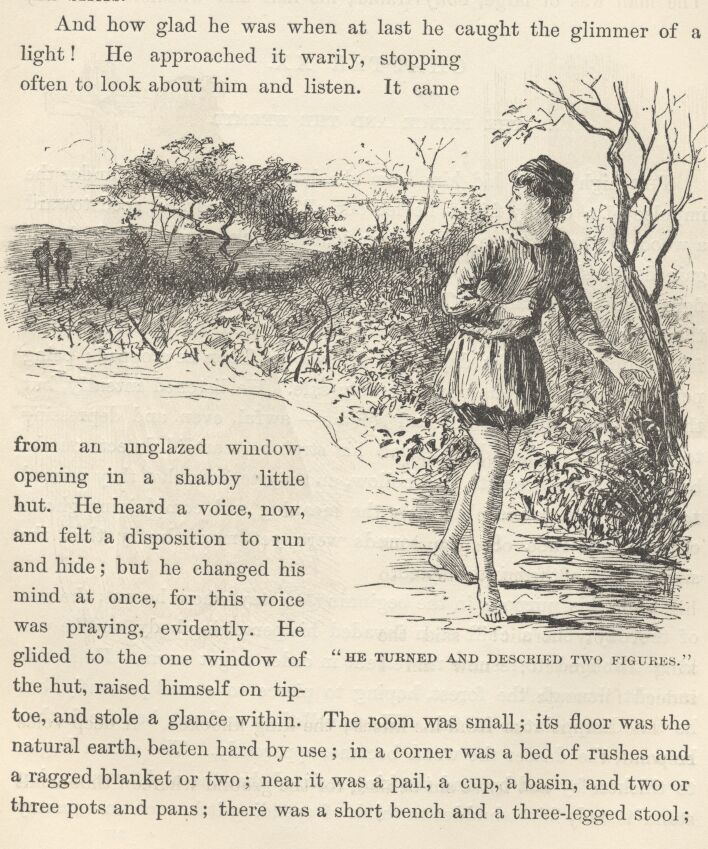 And how glad he was when at last he caught the glimmer of a
light! He approached it warily, stopping
often to look about him and listen. It came
from an unglazed window-
opening in a shabby little
hut. He heard a voice, now,
and felt a disposition to run
and hide; but he changed his
mind at once, for this voice
was praying, evidently. He
glided to the one window of
the hut, raised himself on tip-
toe, and stole a glance within. The room was small; its floor was the
natural earth, beaten hard by use; in a corner was a bed of rushes and
a ragged blanket or two; near it was a pail, a cup, a basin, and two or
three pots and pans; there was a short bench and a three-legged stool;
"HE TURNED AND DESCRIED TWO FIGURES."